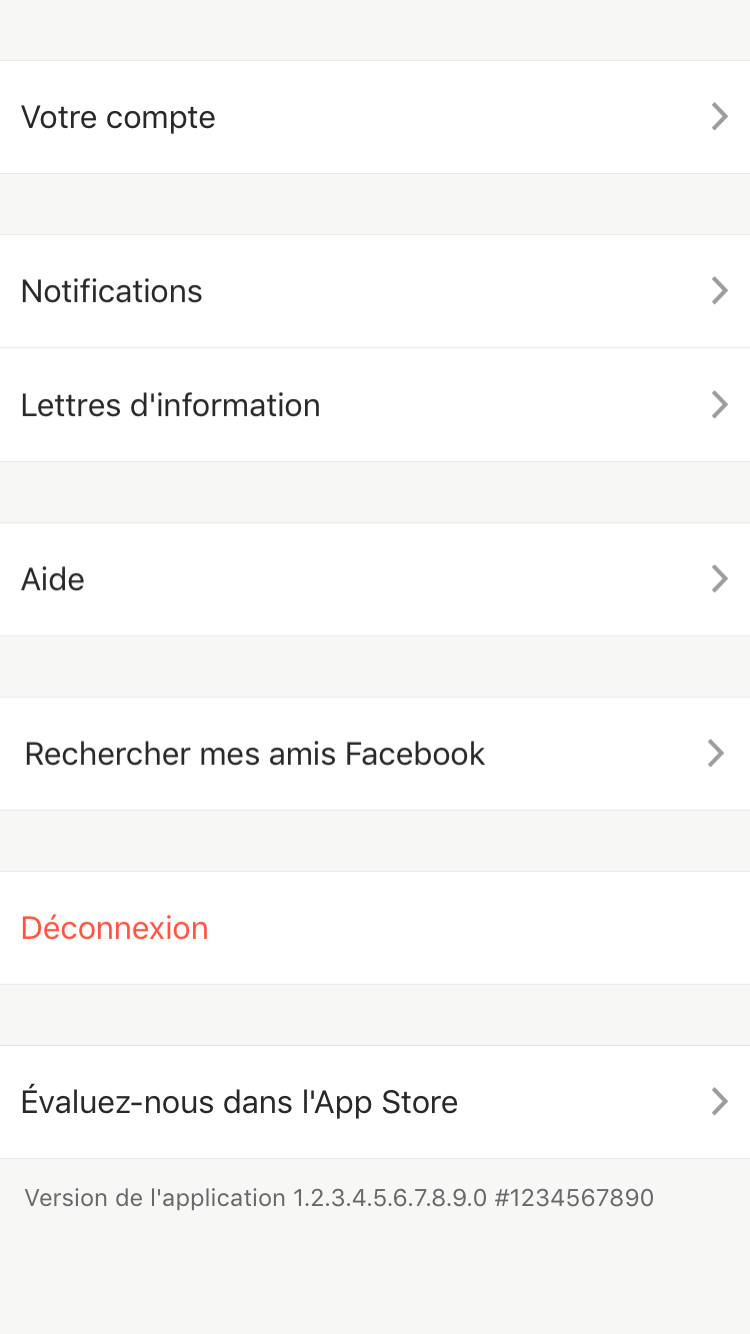 Votre compte
Notifications
Lettres d'information
Aide
Rechercher mes amis Facebook
Déconnexion
Évaluez-nous dans l'App Store
Version de l'application 1.2.3.4.5.6.7.8.9.0 #1234567890